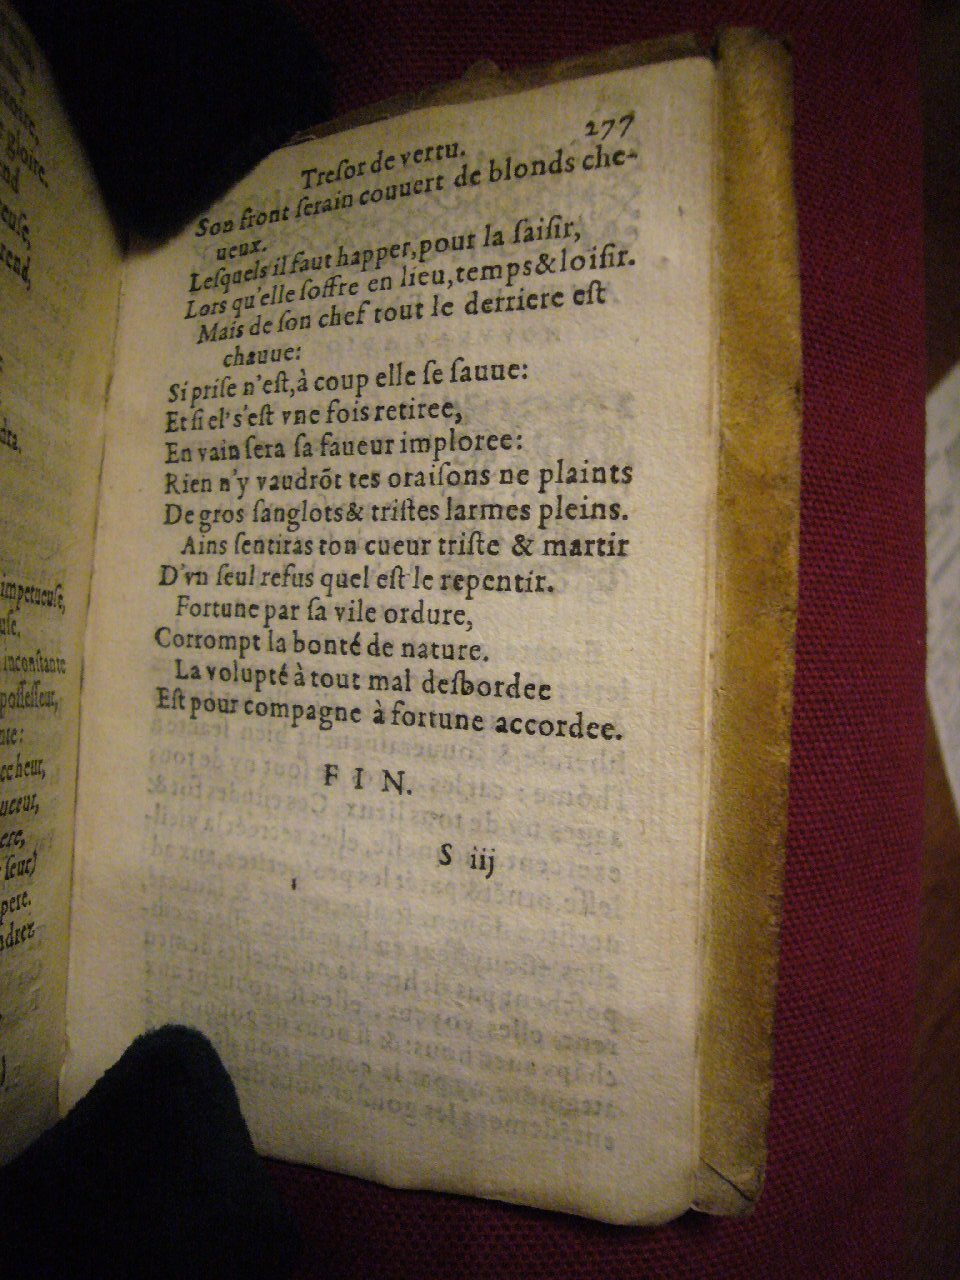 277
Tresor de vertu.
Son front serain couuert de blonds che-
ueux.
Lesquels il faut happer, pour la saisir,
Lors qu'elle soffre en lieu, temps & loisir.
Mais de son chef tout le derriere est
chauue:
Si prise n'est, à coup elle se sauue:
Et si el's'est vne fois retiree,
En vain sera sa faueur imploree:
Rien n'y vaudrõt tes oraisons ne plaints
De gros sanglots & tristes larmes pleins.
Ains sentiras ton cueur triste & martir
D'vn seul refus quel est le repentir.
Fortune par sa vile ordure,
Corrompt la bonté de nature.
La volupté à tout mal desbordee
Est pour compagne à fortune accordee.
FIN.
S iij
gloire.
impetueuse,
inconstante
possesseur,